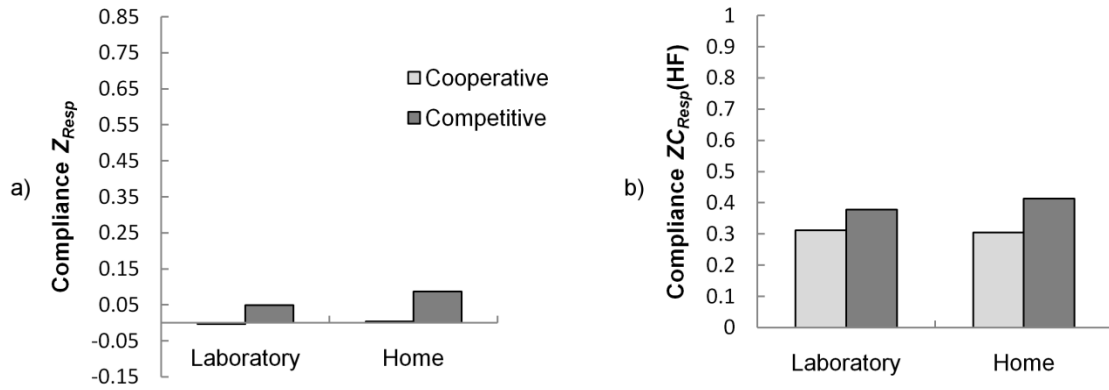 a)
Compliance Z_Resp
0.85
0.75
0.65
0.55
0.45
0.35
0.25
0.15
0.05
-0.05
-0.15
Laboratory
Home
Cooperative
Competitive
b)
Compliance ZC_Resp(HF)
1
0.9
0.8
0.7
0.6
0.5
0.4
0.3
0.2
0.1
0
Laboratory
Home